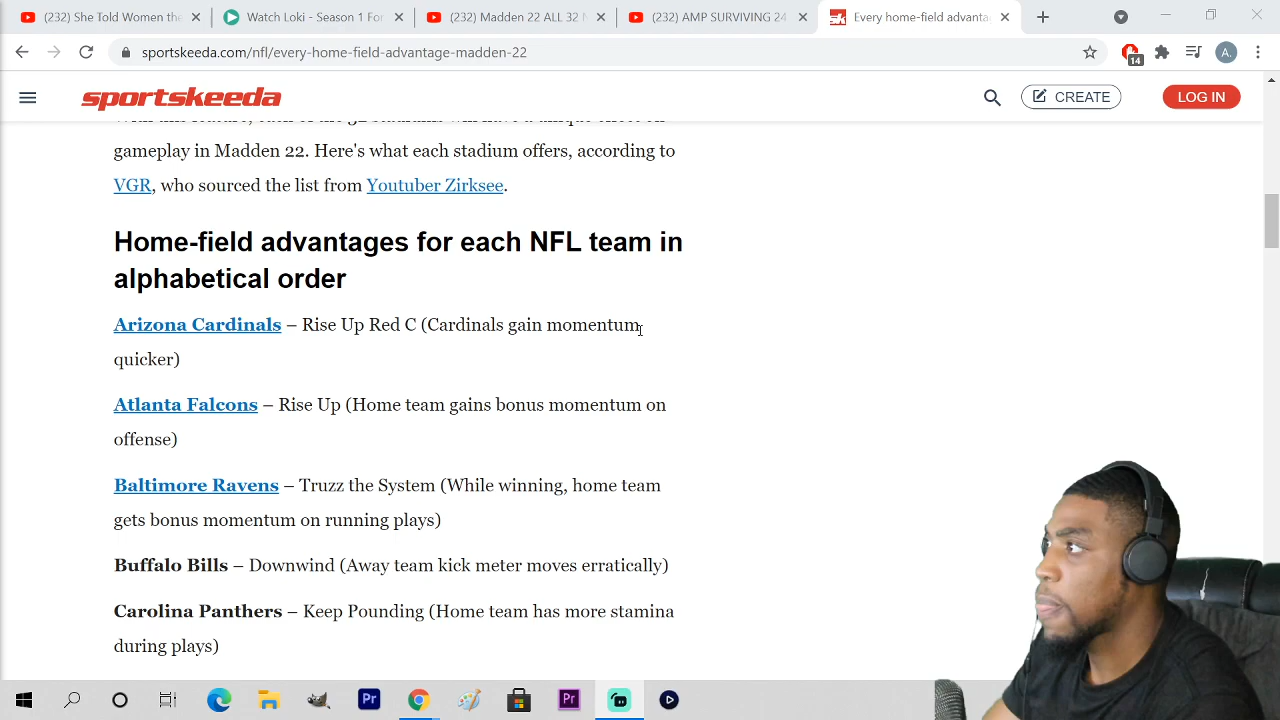 (232) She Told Women the
Watch Loki - Season 1 For
(232) Madden 22 ALL 32
(232) AMP SURVIVING 24
Every home-field advanta
sportskeeda.com/nfl/every-home-field-advantage-madden-22
14
A.
sportskeeda
CREATE
LOG IN
gameplay in Madden 22. Here's what each stadium offers, according to
VGR, who sourced the list from Youtuber Zirksee.
Home-field advantages for each NFL team in
alphabetical order
Arizona Cardinals – Rise Up Red C (Cardinals gain momentum
quicker)
Atlanta Falcons – Rise Up (Home team gains bonus momentum on
offense)
Baltimore Ravens – Truzz the System (While winning, home team
gets bonus momentum on running plays)
Buffalo Bills – Downwind (Away team kick meter moves erratically)
Carolina Panthers – Keep Pounding (Home team has more stamina
during plays)
Pr
Pr